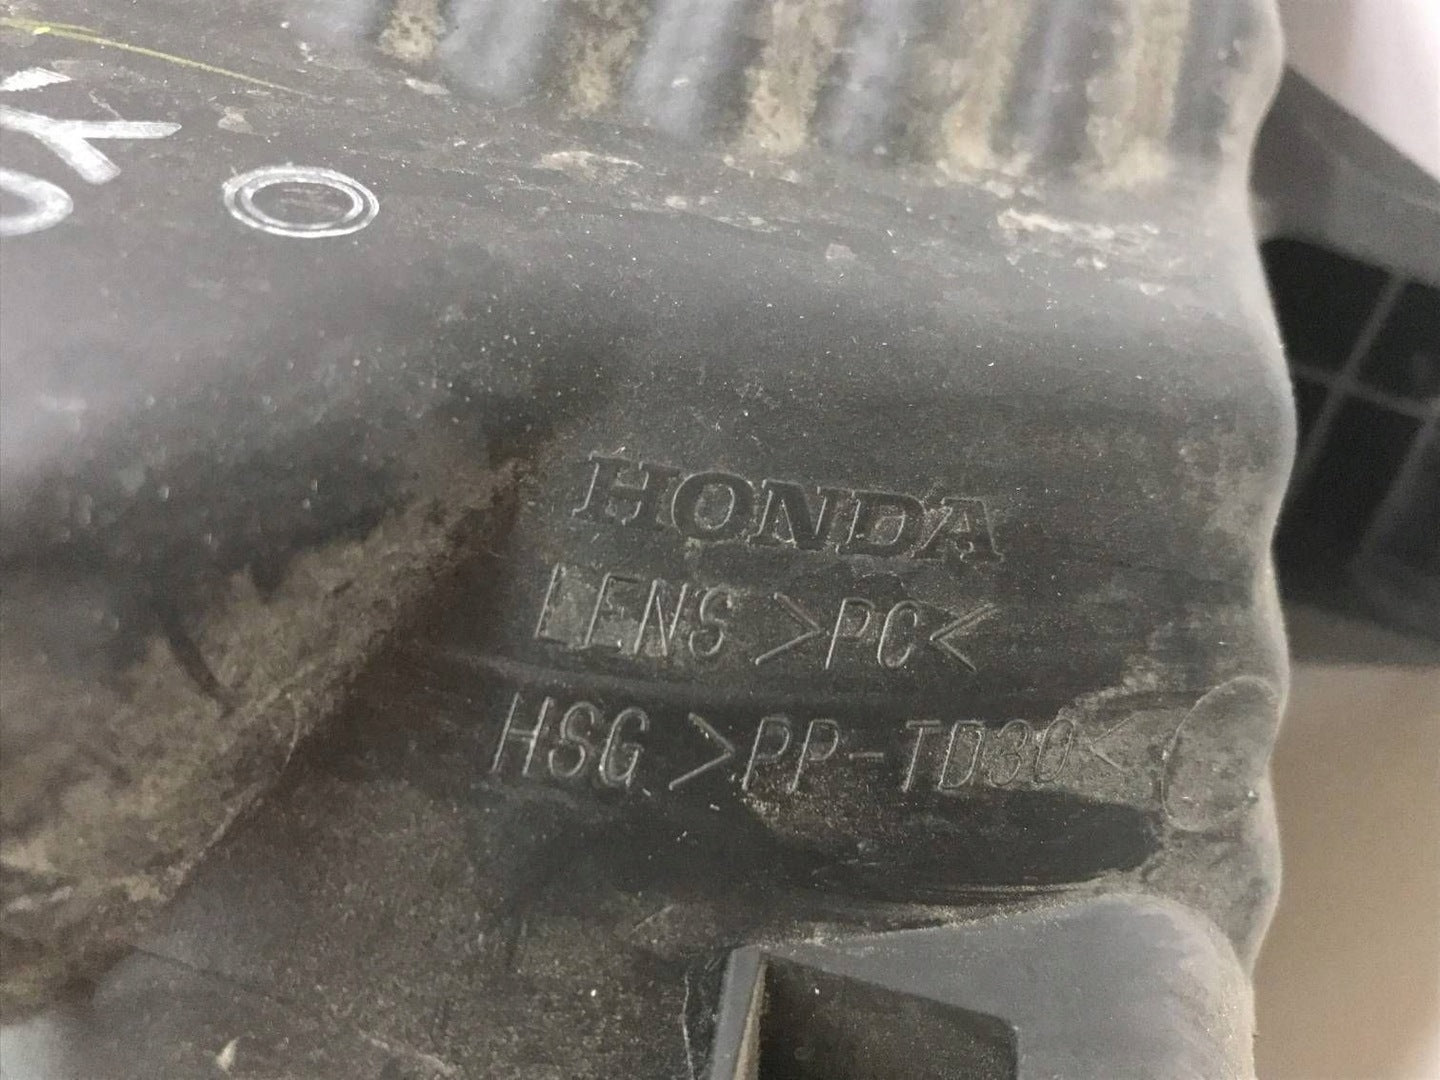 HONDA
LENS >PC<
HSG >PP-TD30<